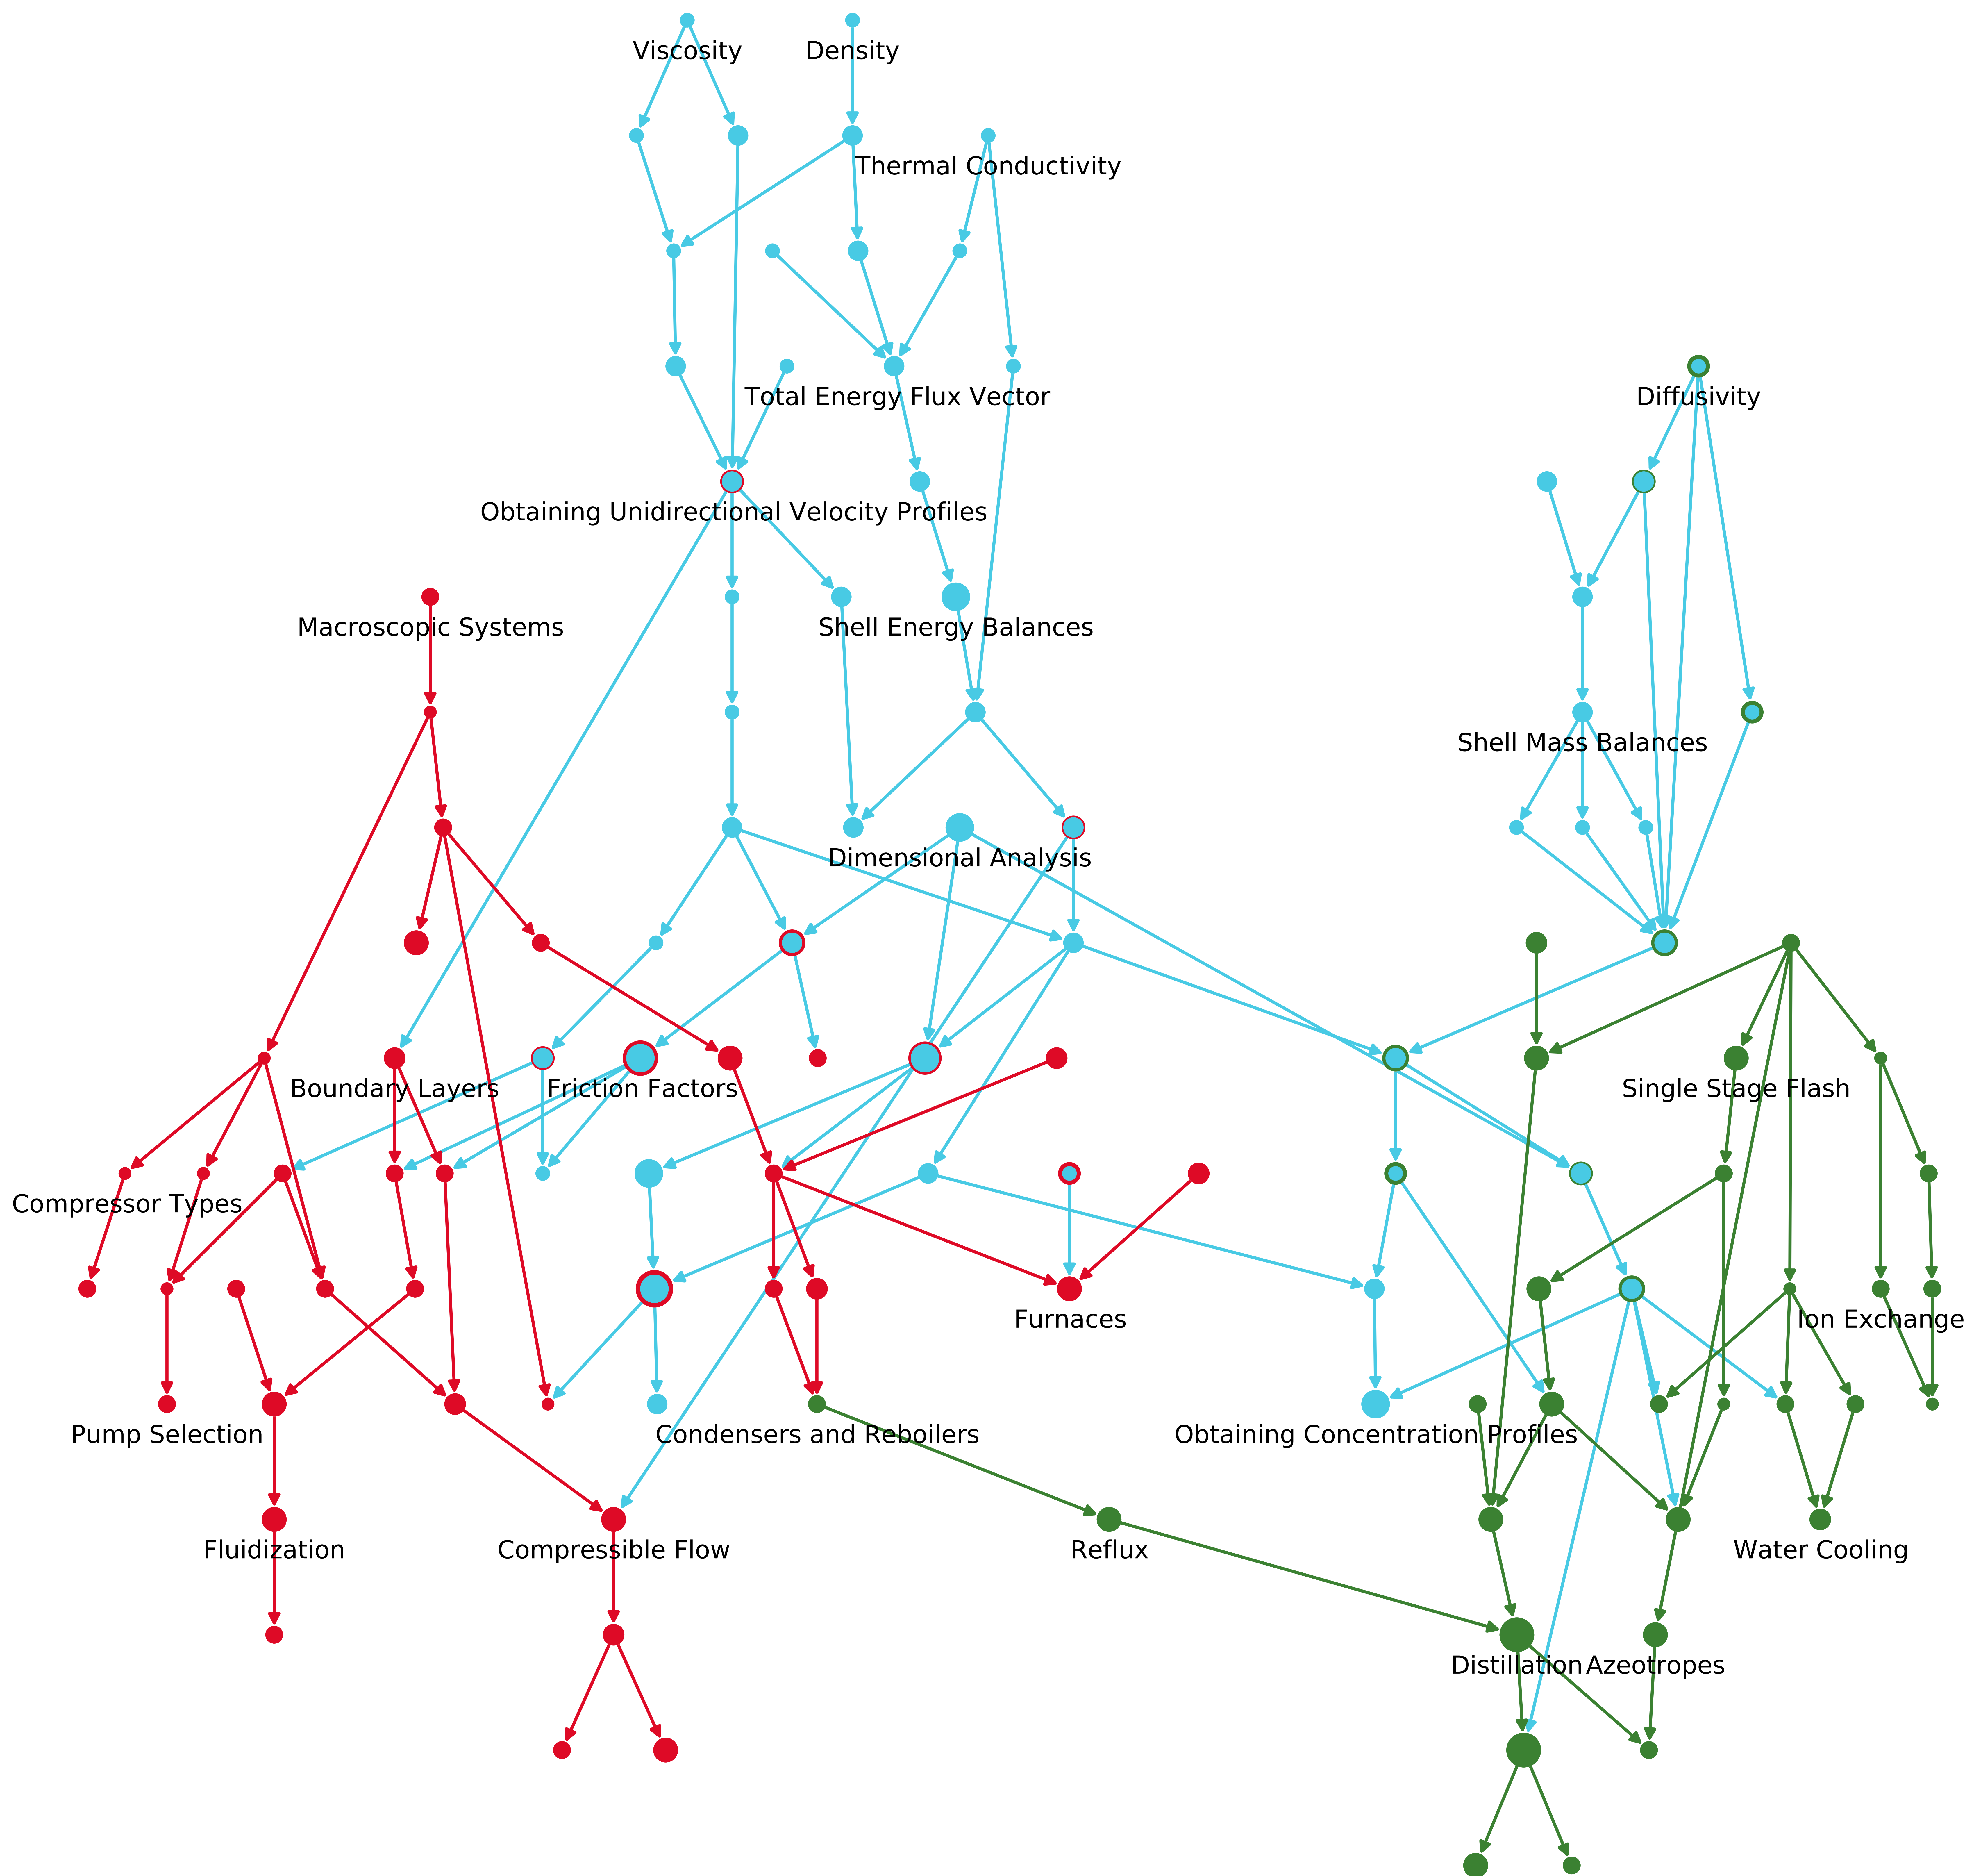 Viscosity
Density
Thermal Conductivity
Total Energy Flux Vector
Diffusivity
Obtaining Unidirectional Velocity Profiles
Macroscopic Systems
Shell Energy Balances
Shell Mass Balances
Dimensional Analysis
Boundary Layers
Friction Factors
Single Stage Flash
Compressor Types
Furnaces
Ion Exchange
Pump Selection
Condensers and Reboilers
Obtaining Concentration Profiles
Fluidization
Compressible Flow
Reflux
Water Cooling
Distillation
Azeotropes